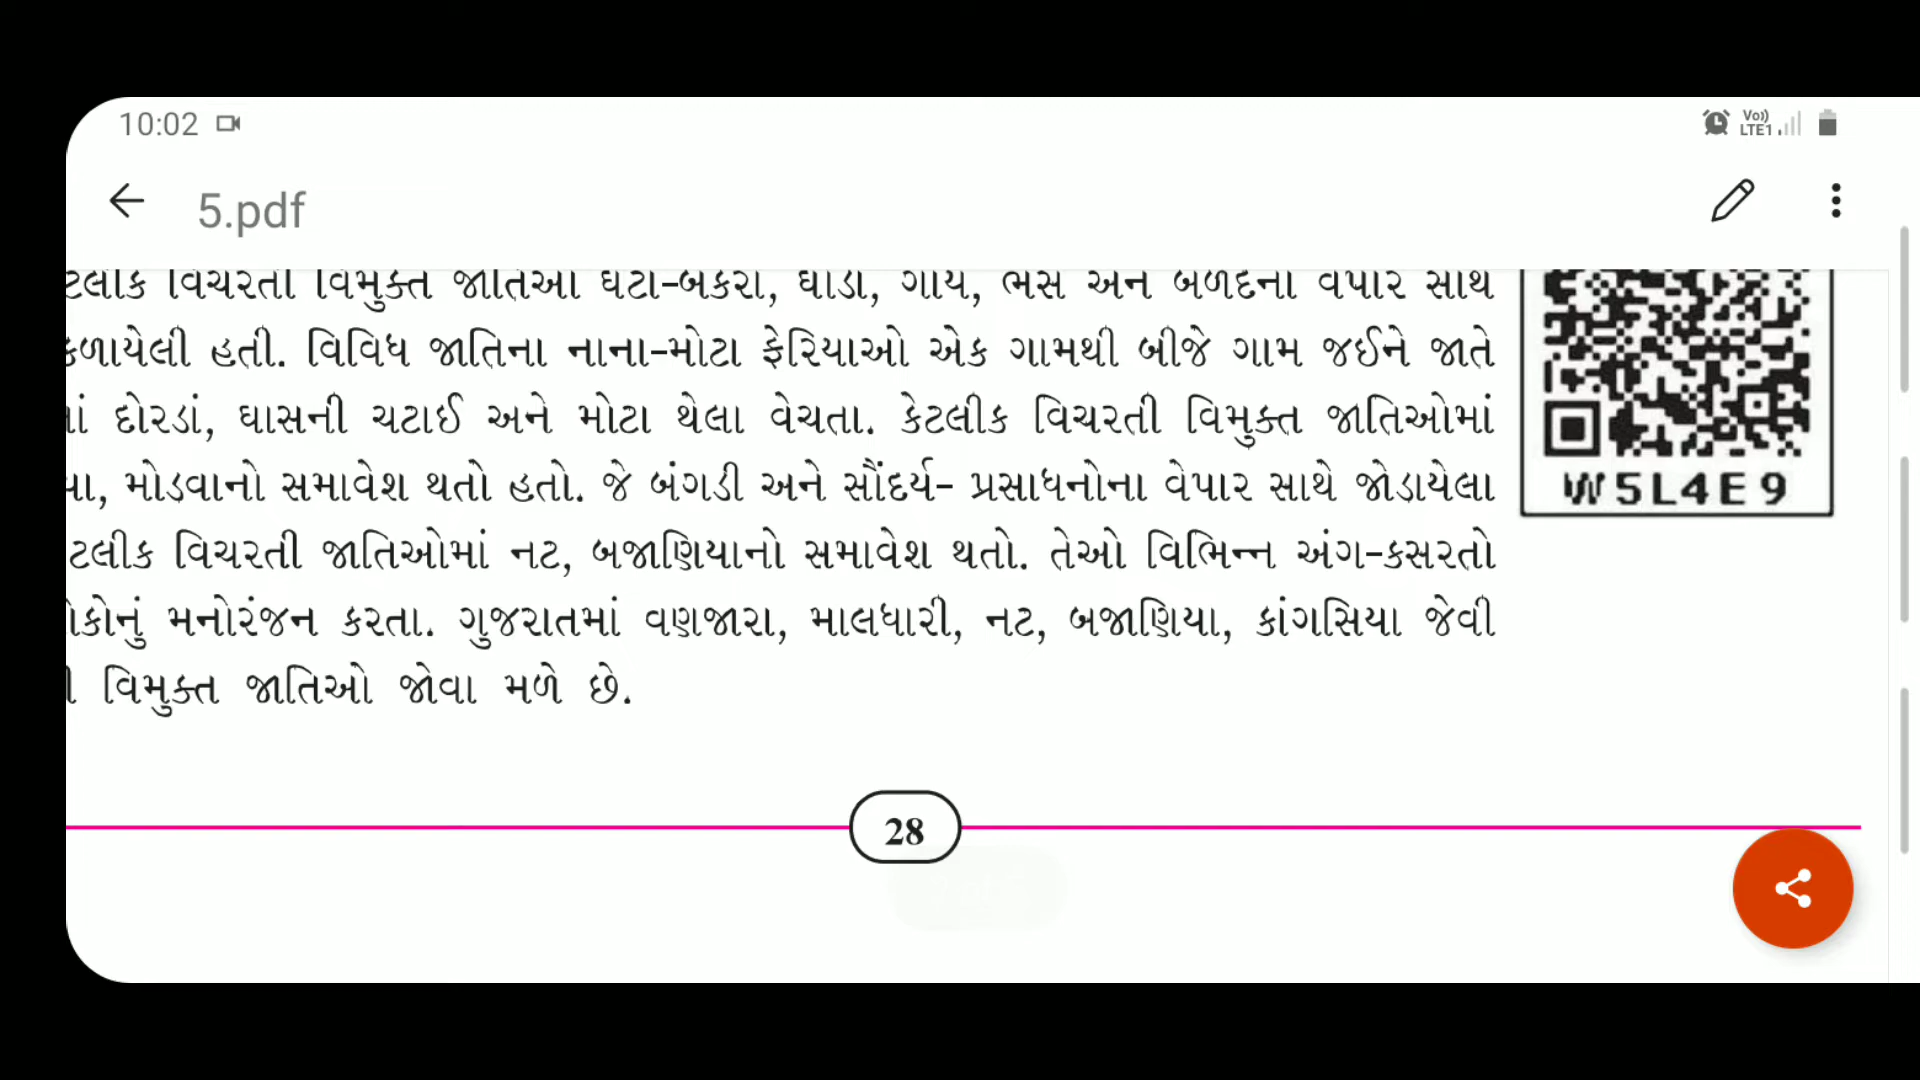 10:02
Vo)) LTE1
5.pdf
વિચરતી વિમુક્ત જાતિઓ ઘેટાં-બકરાં, ઘોડા, ગાય, ભેંસ અને બળદના વેપાર સાથે
હતી. વિવિધ જાતિના નાના-મોટા ફેરિયાઓ એક ગામથી બીજે ગામ જઈને જાતે
દોરડાં, ઘાસની ચટાઈ અને મોટા થેલા વેચતા. કેટલીક વિચરતી વિમુક્ત જાતિઓમાં
મોડવાનો સમાવેશ થતો હતો. જે બંગડી અને સૌંદર્ય- પ્રસાધનોના વેપાર સાથે જોડાયેલા
વિચરતી જાતિઓમાં નટ, બજાણિયાનો સમાવેશ થતો. તેઓ વિભિન્ન અંગ-કસરતો
મનોરંજન કરતા. ગુજરાતમાં વણજારા, માલધારી, નટ, બજાણિયા, કાંગસિયા જેવી
વિમુક્ત જાતિઓ જોવા મળે છે.
W5L4E9
28